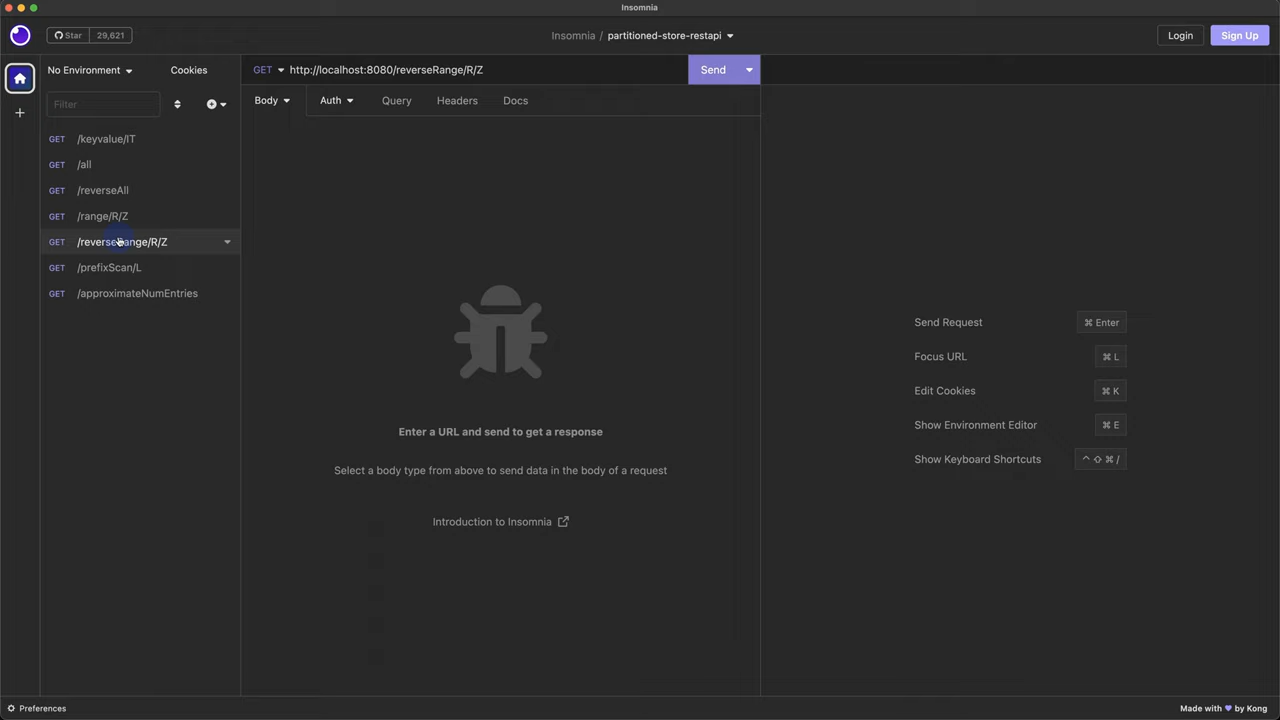 Insomnia
Star 29,621
Insomnia / partitioned-store-restapi
Login
Sign Up
No Environment
Cookies
GET http://localhost:8080/reverseRange/R/Z
Send
Filter
Body
Auth
Query
Headers
Docs
GET /keyvalue/IT
GET /all
GET /reverseAll
GET /range/R/Z
GET /reverseRange/R/Z
GET /prefixScan/L
GET /approximateNumEntries
Enter a URL and send to get a response
Select a body type from above to send data in the body of a request
Introduction to Insomnia
Send Request ⌘ Enter
Focus URL ⌘ L
Edit Cookies ⌘ K
Show Environment Editor ⌘ E
Show Keyboard Shortcuts ⌃ ⇧ ⌘ /
Preferences
Made with ♥ by Kong